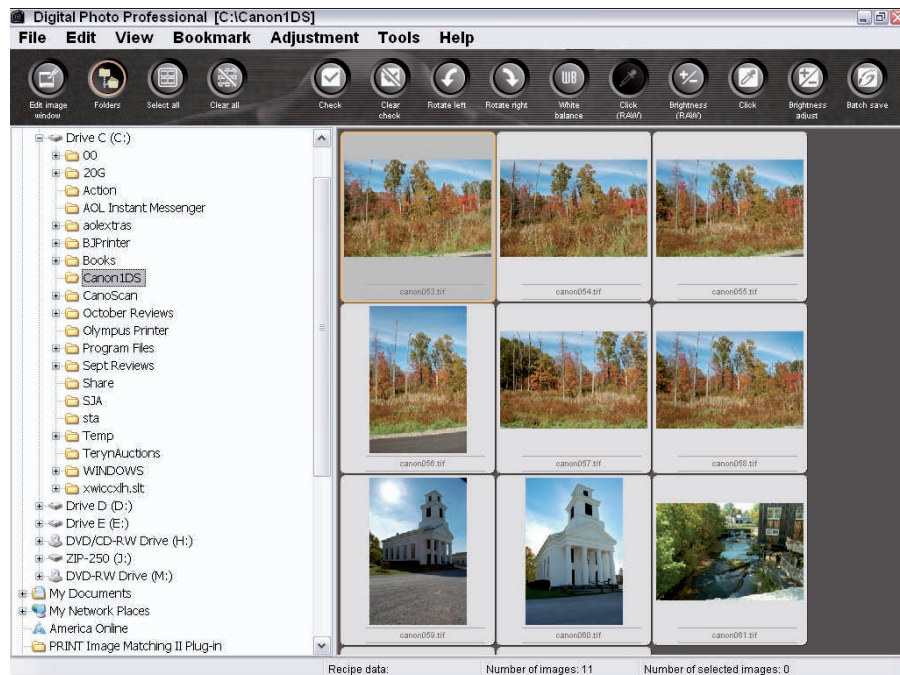 Digital Photo Professional [C:\Canon1DS]
File Edit View Bookmark Adjustment Tools Help
Edit image window
Folders
Select all
Clear all
Check
Clear check
Rotate left
Rotate right
White balance
Click (RAW)
Brightness (RAW)
Click
Brightness adjust
Batch save
WB
Drive C (C:)
00
20G
Action
AOL Instant Messenger
aolextras
BJPrinter
Books
Canon1DS
CanoScan
October Reviews
Olympus Printer
Program Files
Sept Reviews
Share
SJA
sta
Temp
TerynAuctions
WINDOWS
xwiccxlh.slt
Drive D (D:)
Drive E (E:)
DVD/CD-RW Drive (H:)
ZIP-250 (J:)
DVD-RW Drive (M:)
My Documents
My Network Places
America Online
PRINT Image Matching II Plug-in
canon053.tif
canon054.tif
canon055.tif
canon056.tif
canon057.tif
canon058.tif
canon059.tif
canon060.tif
canon061.tif
Recipe data:
Number of images: 11
Number of selected images: 0